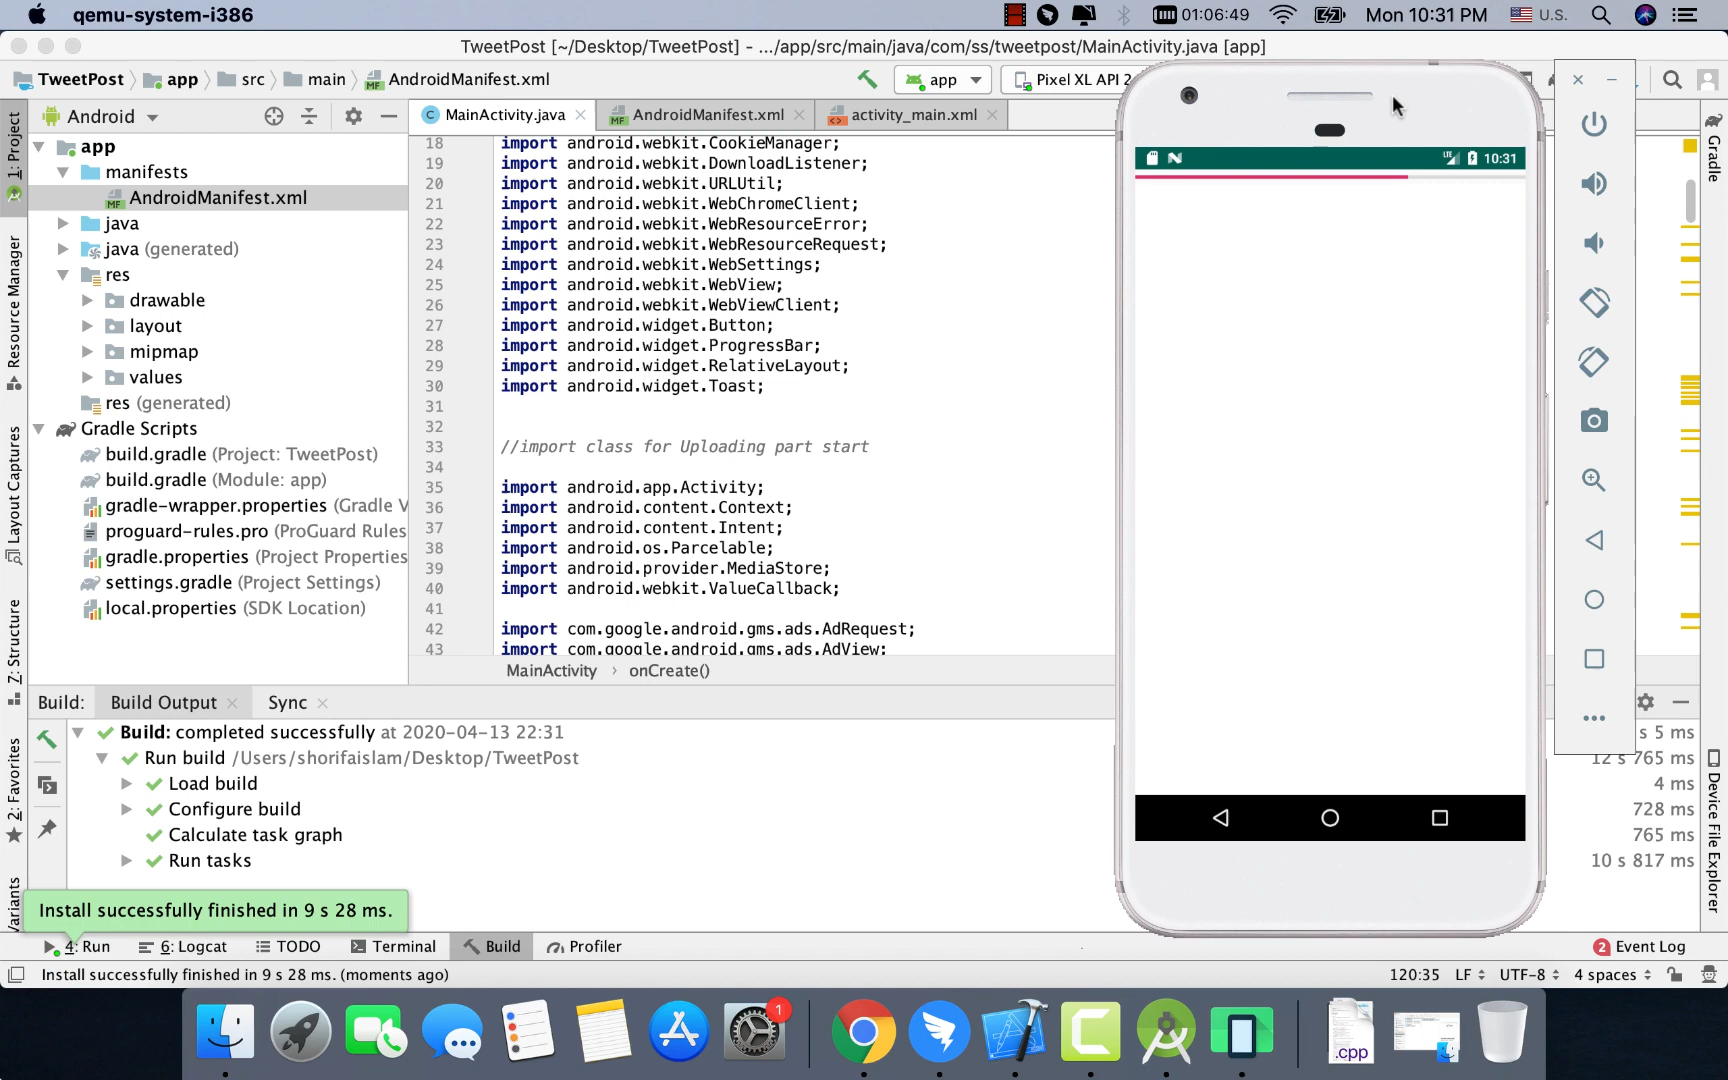 qemu-system-i386
01:06:49
Mon 10:31 PM
U.S.
TweetPost [~/Desktop/TweetPost] - .../app/src/main/java/com/ss/tweetpost/MainActivity.java [app]
TweetPost
app
src
main
AndroidManifest.xml
app
Pixel XL API 2
Android
MainActivity.java
AndroidManifest.xml
activity_main.xml
1: Project
Resource Manager
Layout Captures
Z: Structure
2: Favorites
Variants
Gradle
Device File Explorer
app
manifests
AndroidManifest.xml
java
java (generated)
res
drawable
layout
mipmap
values
res (generated)
Gradle Scripts
build.gradle (Project: TweetPost)
build.gradle (Module: app)
gradle-wrapper.properties (Gradle V
proguard-rules.pro (ProGuard Rules
gradle.properties (Project Properties
settings.gradle (Project Settings)
local.properties (SDK Location)
18 import android.webkit.CookieManager;
19 import android.webkit.DownloadListener;
20 import android.webkit.URLUtil;
21 import android.webkit.WebChromeClient;
22 import android.webkit.WebResourceError;
23 import android.webkit.WebResourceRequest;
24 import android.webkit.WebSettings;
25 import android.webkit.WebView;
26 import android.webkit.WebViewClient;
27 import android.widget.Button;
28 import android.widget.ProgressBar;
29 import android.widget.RelativeLayout;
30 import android.widget.Toast;
31
32
33 //import class for Uploading part start
34
35 import android.app.Activity;
36 import android.content.Context;
37 import android.content.Intent;
38 import android.os.Parcelable;
39 import android.provider.MediaStore;
40 import android.webkit.ValueCallback;
41
42 import com.google.android.gms.ads.AdRequest;
43 import com.google.android.gms.ads.AdView;
MainActivity
onCreate()
LTE
10:31
Build:
Build Output
Sync
Build: completed successfully at 2020-04-13 22:31
s 5 ms
Run build /Users/shorifaislam/Desktop/TweetPost
12 s 765 ms
Load build
4 ms
Configure build
728 ms
Calculate task graph
765 ms
Run tasks
10 s 817 ms
Install successfully finished in 9 s 28 ms.
4: Run
6: Logcat
TODO
Terminal
Build
Profiler
2 Event Log
Install successfully finished in 9 s 28 ms. (moments ago)
120:35
LF
UTF-8
4 spaces
1
.cpp